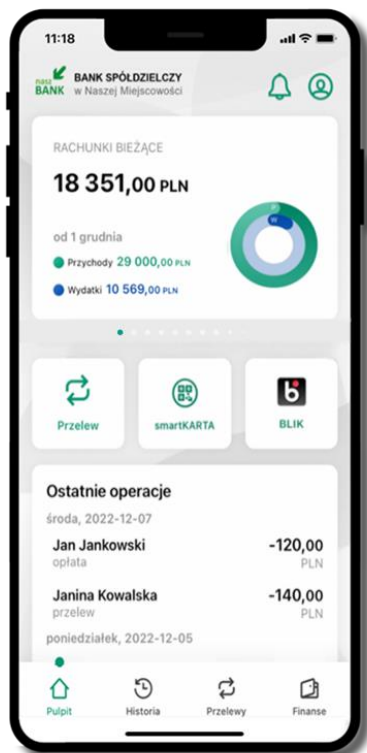 11:18
nasz BANK
BANK SPÓŁDZIELCZY
w Naszej Miejscowości
RACHUNKI BIEŻĄCE
18 351,00 PLN
od 1 grudnia
Przychody 29 000,00 PLN
Wydatki 10 569,00 PLN
P
W
Przelew
smartKARTA
BLIK
Ostatnie operacje
środa, 2022-12-07
Jan Jankowski -120,00
opłata PLN
Janina Kowalska -140,00
przelew PLN
poniedziałek, 2022-12-05
Pulpit Historia Przelewy Finanse